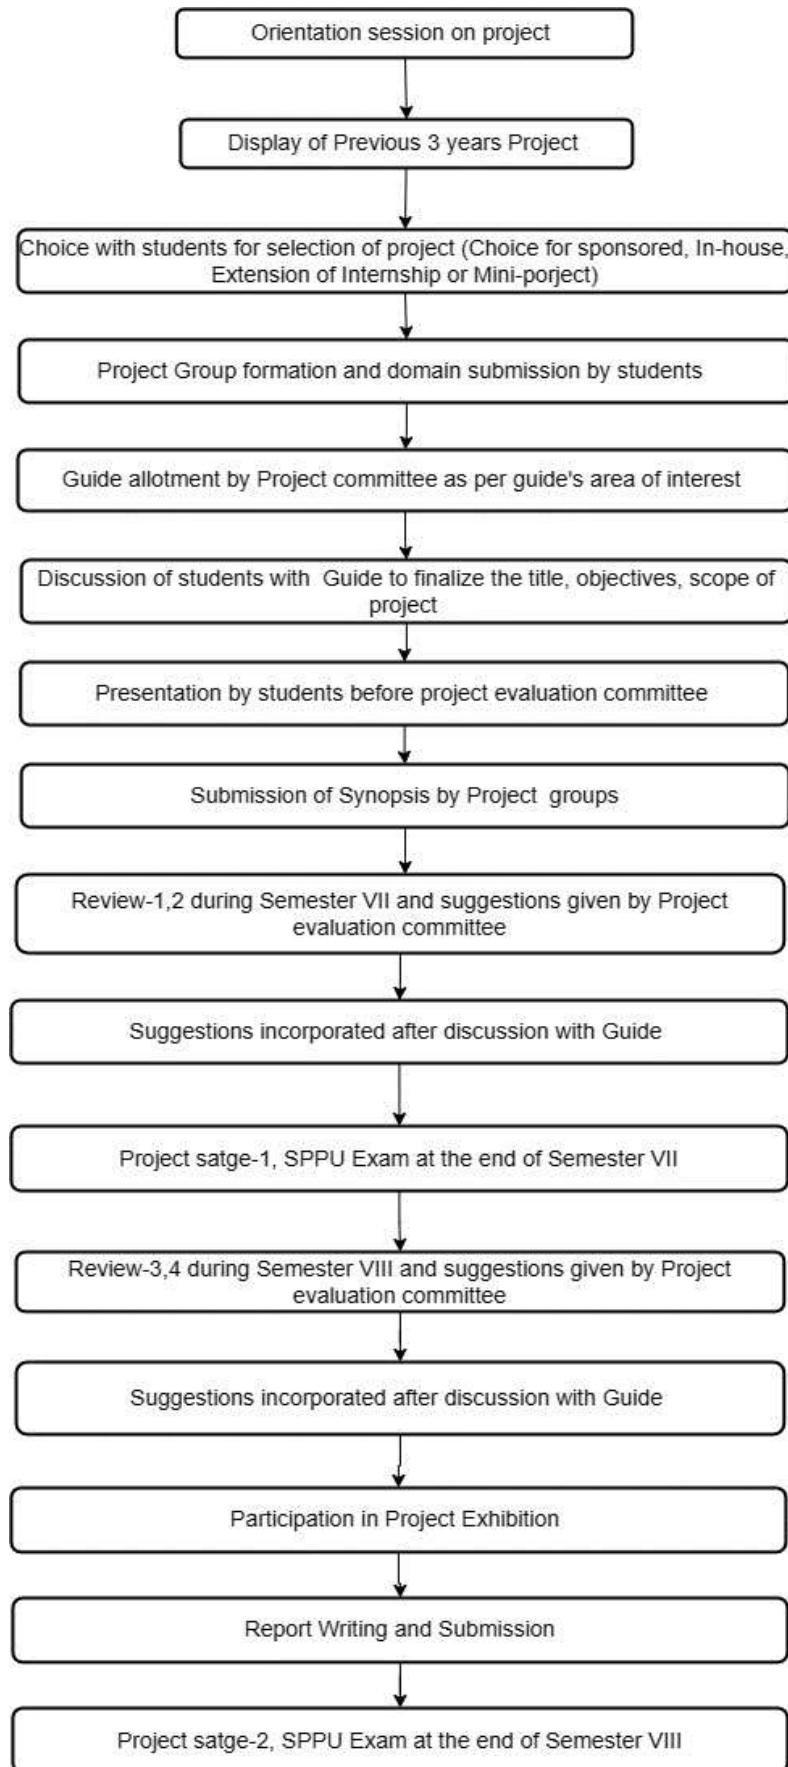 Orientation session on project
Display of Previous 3 years Project
Choice with students for selection of project (Choice for sponsored, In-house,
Extension of Internship or Mini-porject)
Project Group formation and domain submission by students
Guide allotment by Project committee as per guide's area of interest
Discussion of students with Guide to finalize the title, objectives, scope of
project
Presentation by students before project evaluation committee
Submission of Synopsis by Project groups
Review-1,2 during Semester VII and suggestions given by Project
evaluation committee
Suggestions incorporated after discussion with Guide
Project satge-1, SPPU Exam at the end of Semester VII
Review-3,4 during Semester VIII and suggestions given by Project
evaluation committee
Suggestions incorporated after discussion with Guide
Participation in Project Exhibition
Report Writing and Submission
Project satge-2, SPPU Exam at the end of Semester VIII